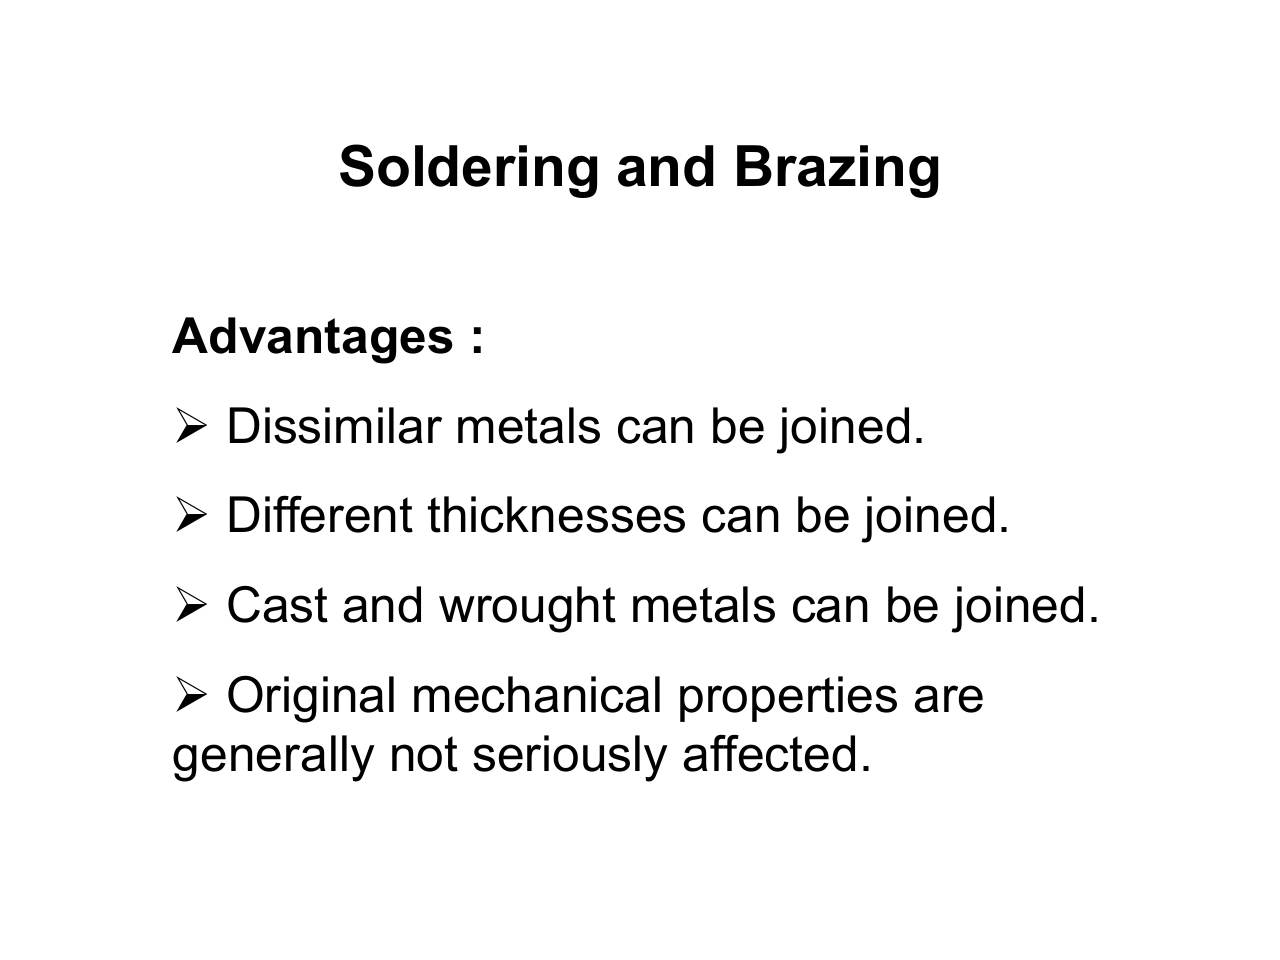 Soldering and Brazing
Advantages :
➢ Dissimilar metals can be joined.
➢ Different thicknesses can be joined.
➢ Cast and wrought metals can be joined.
➢ Original mechanical properties are
generally not seriously affected.